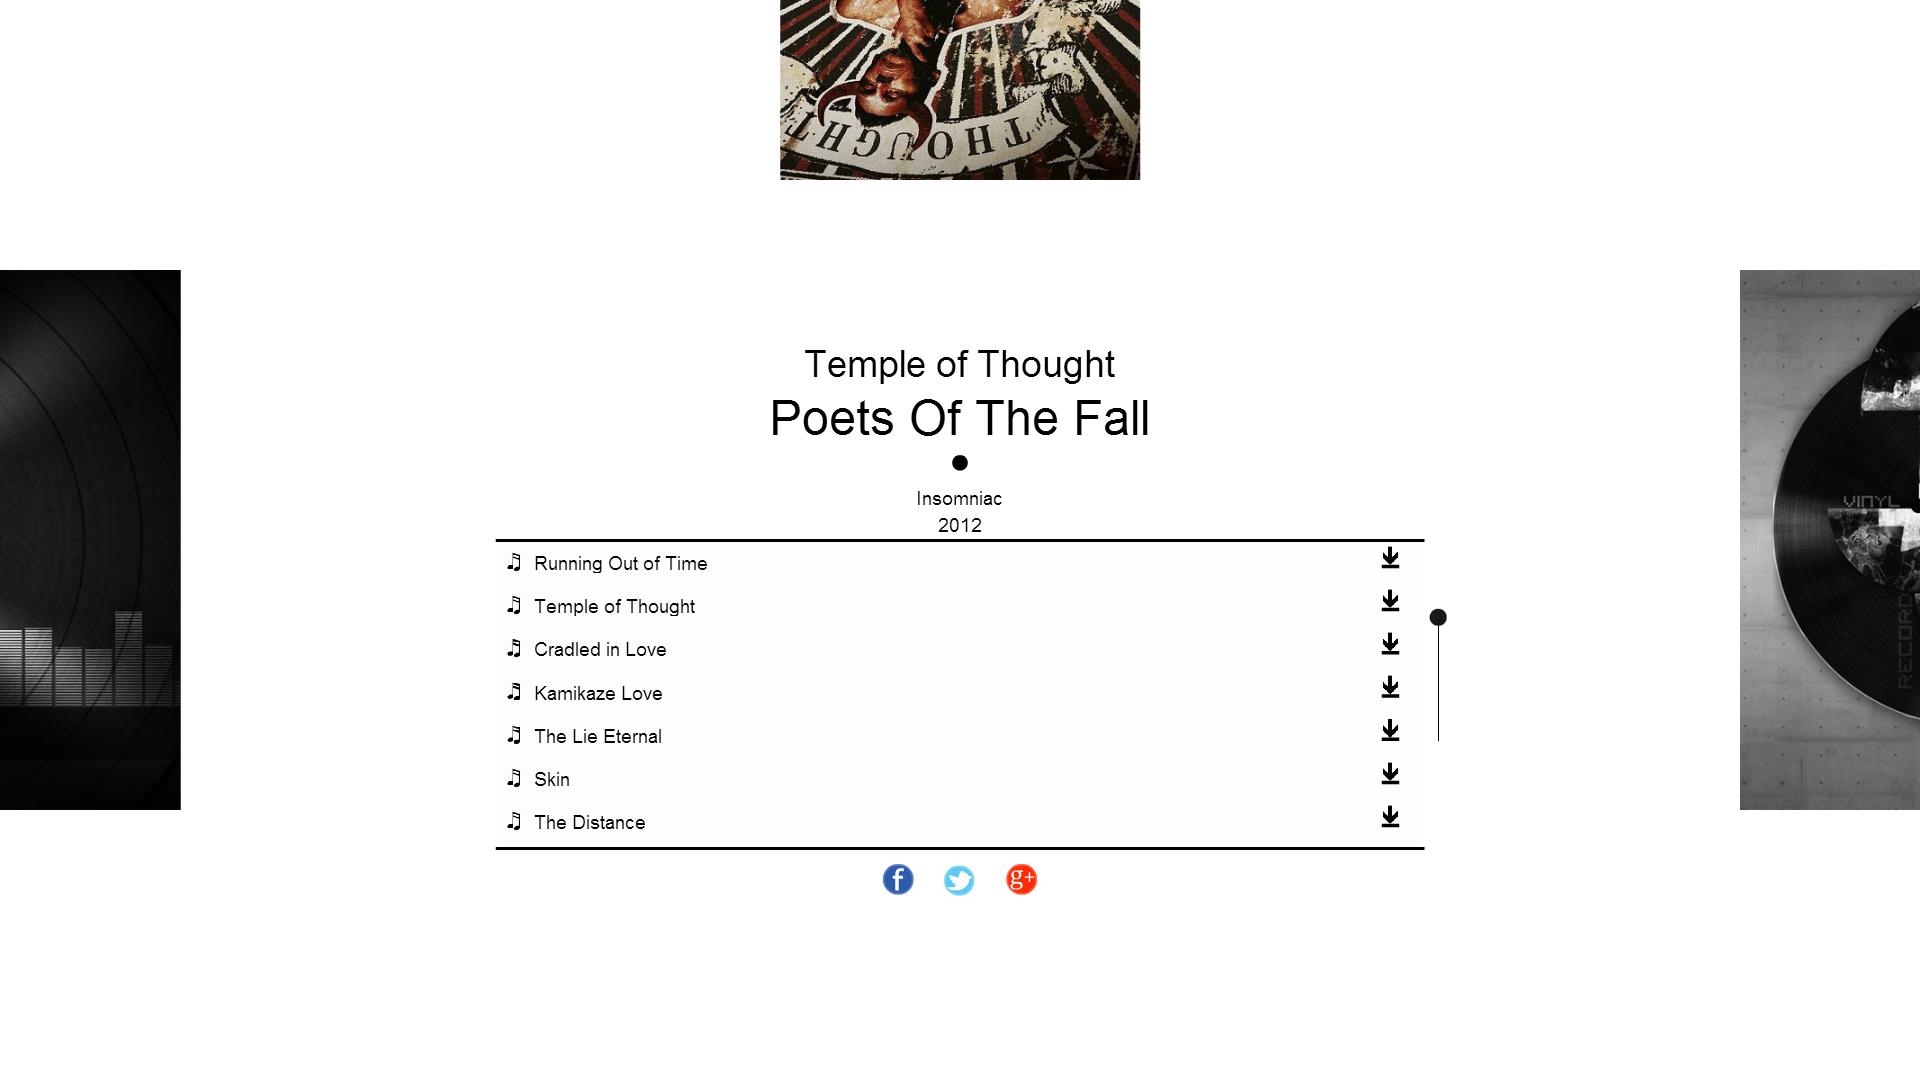 THOUGHT
Temple of Thought
Poets Of The Fall
Insomniac
2012
Running Out of Time
Temple of Thought
Cradled in Love
Kamikaze Love
The Lie Eternal
Skin
The Distance
f
g+
VINYL
RECORD